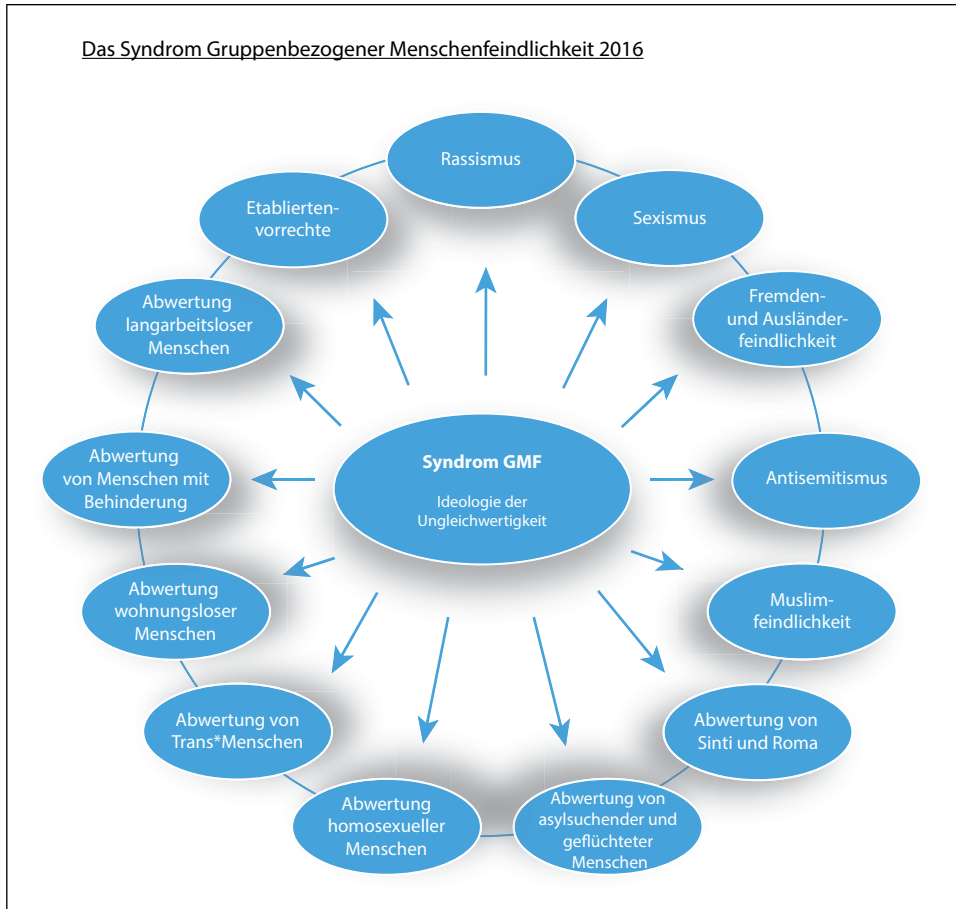 Das Syndrom Gruppenbezogener Menschenfeindlichkeit 2016
Rassismus
Sexismus
Fremden-
und Ausländer-
feindlichkeit
Antisemitismus
Muslim-
feindlichkeit
Abwertung von
Sinti und Roma
Abwertung von
asylsuchender und
geflüchteter
Menschen
Abwertung
homosexueller
Menschen
Abwertung von
Trans*Menschen
Abwertung
wohnungsloser
Menschen
Abwertung
von Menschen mit
Behinderung
Abwertung
langarbeitsloser
Menschen
Etablierten-
vorrechte
Syndrom GMF
Ideologie der
Ungleichwertigkeit